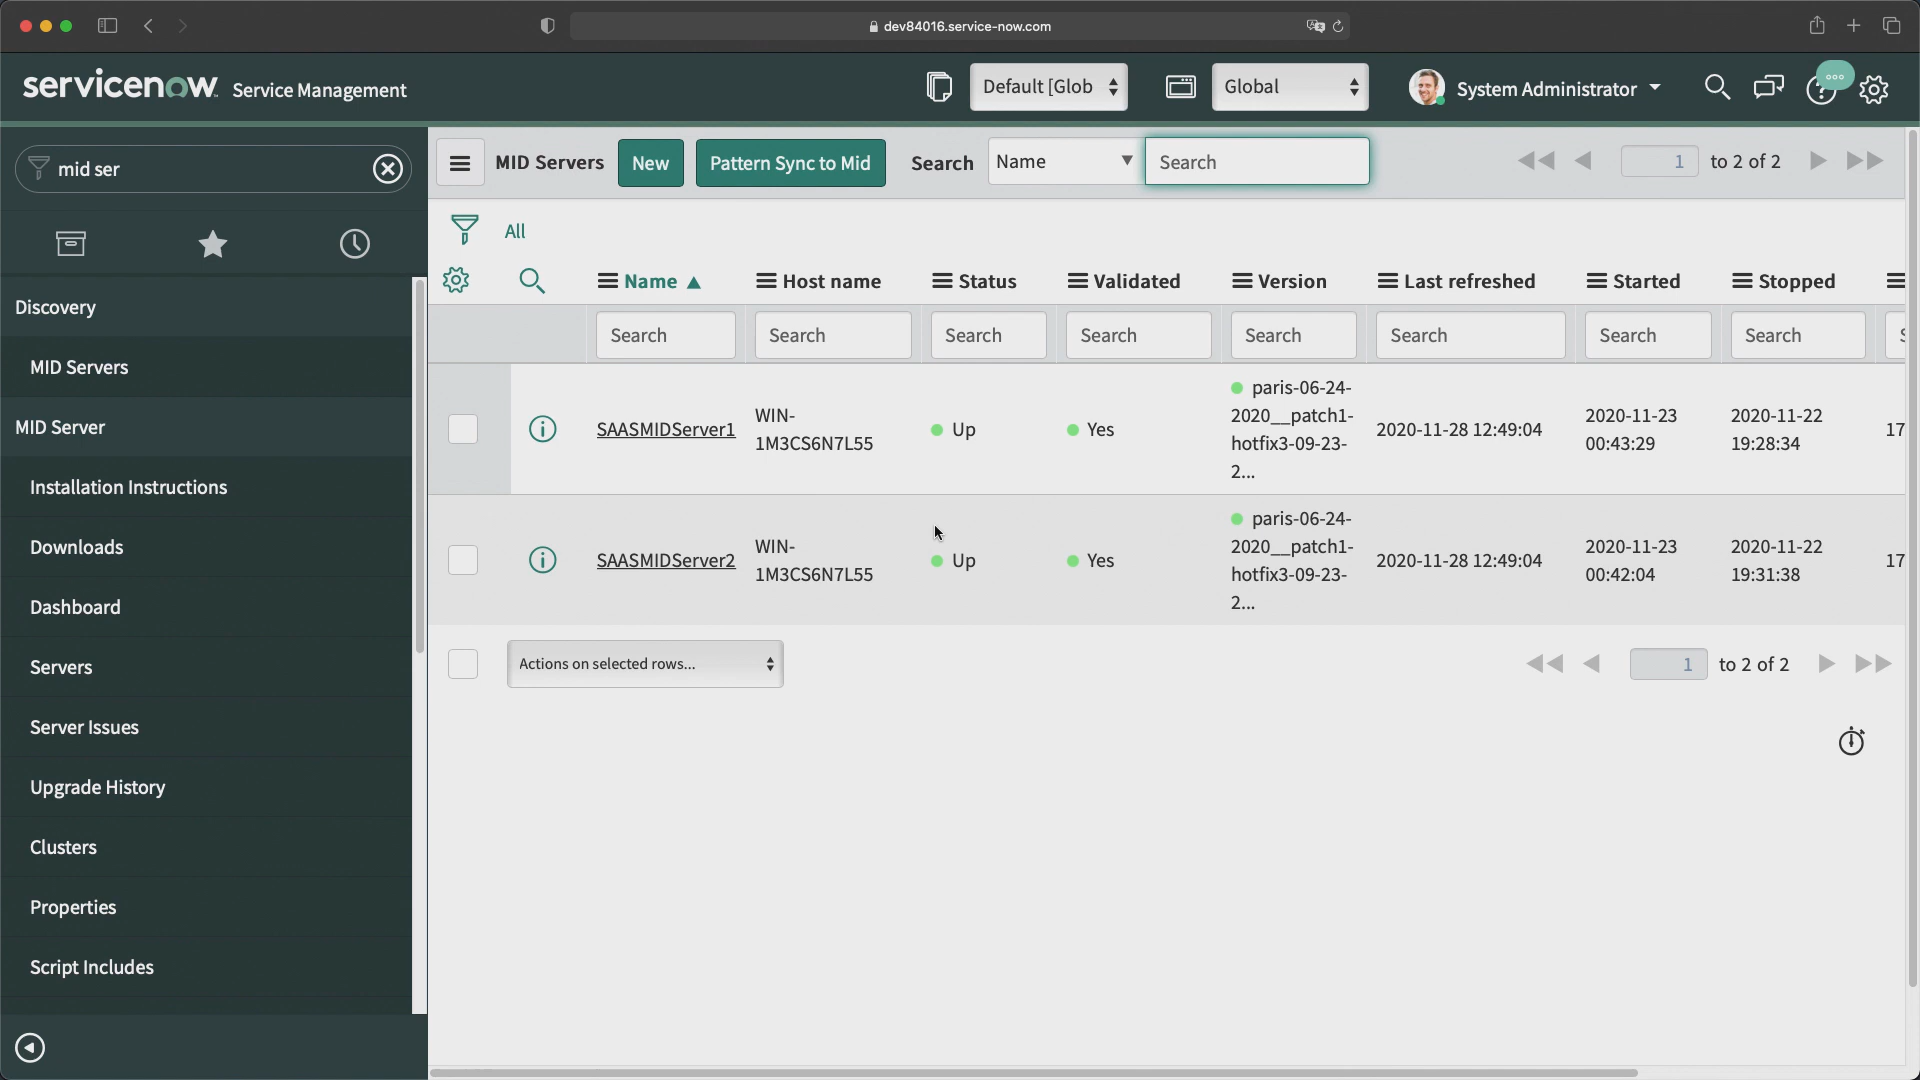 dev84016.service-now.com
servicenow Service Management
Default [Glob
Global
System Administrator
mid ser
MID Servers
New
Pattern Sync to Mid
Search
Name
Search
1 to 2 of 2
All
Discovery
MID Servers
MID Server
Installation Instructions
Downloads
Dashboard
Servers
Server Issues
Upgrade History
Clusters
Properties
Script Includes
Name Host name Status Validated Version Last refreshed Started Stopped
Search Search Search Search Search Search Search Search
SAASMIDServer1
WIN-
1M3CS6N7L55
Up
Yes
paris-06-24-
2020__patch1-
hotfix3-09-23-
2...
2020-11-28 12:49:04
2020-11-23
00:43:29
2020-11-22
19:28:34
17
SAASMIDServer2
WIN-
1M3CS6N7L55
Up
Yes
paris-06-24-
2020__patch1-
hotfix3-09-23-
2...
2020-11-28 12:49:04
2020-11-23
00:42:04
2020-11-22
19:31:38
17
Actions on selected rows...
1 to 2 of 2